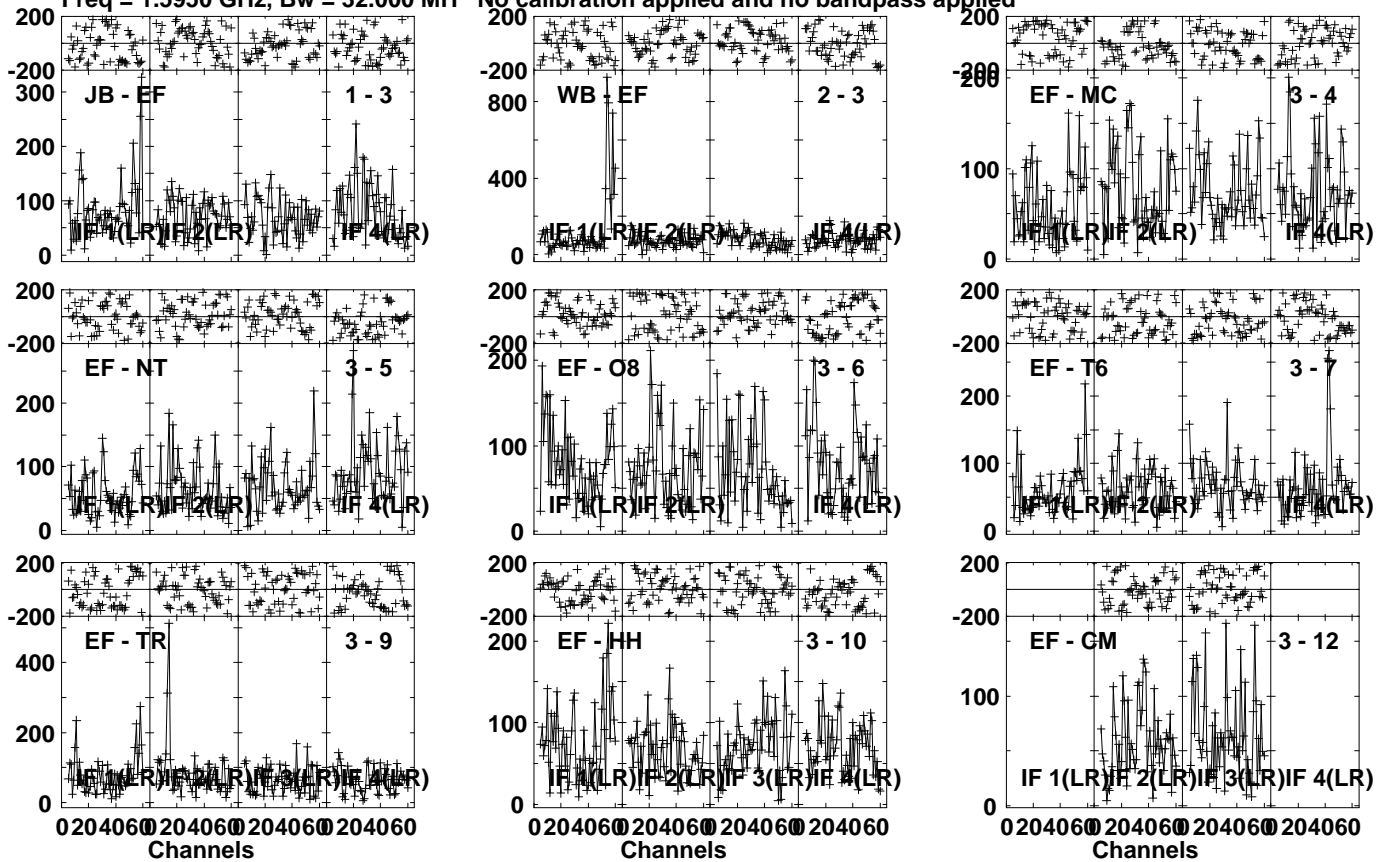 Freq = 1.5950 GHz, Bw = 32.000 MH No calibration applied and no bandpass applied
200
-200
300
200
100
0
JB - EF 1 - 3
IF 1(LR) IF 2(LR) IF 4(LR)
200
-200
800
400
0
WB - EF 2 - 3
IF 1(LR) IF 2(LR) IF 4(LR)
200
-200
200
100
0
EF - MC 3 - 4
IF 1(LR) IF 2(LR) IF 4(LR)
200
-200
200
100
0
EF - NT 3 - 5
IF 1(LR) IF 2(LR) IF 4(LR)
200
-200
200
100
0
EF - O8 3 - 6
IF 1(LR) IF 2(LR) IF 4(LR)
200
-200
200
100
0
EF - T6 3 - 7
IF 1(LR) IF 2(LR) IF 4(LR)
200
-200
400
200
0
EF - TR 3 - 9
IF 1(LR) IF 2(LR) IF 3(LR) IF 4(LR)
0 20 40 60 0 20 40 60 0 20 40 60 0 20 40 60
Channels
200
-200
200
100
0
EF - HH 3 - 10
IF 1(LR) IF 2(LR) IF 3(LR) IF 4(LR)
0 20 40 60 0 20 40 60 0 20 40 60 0 20 40 60
Channels
200
-200
100
0
EF - CM 3 - 12
IF 1(LR) IF 2(LR) IF 3(LR) IF 4(LR)
0 20 40 60 0 20 40 60 0 20 40 60 0 20 40 60
Channels